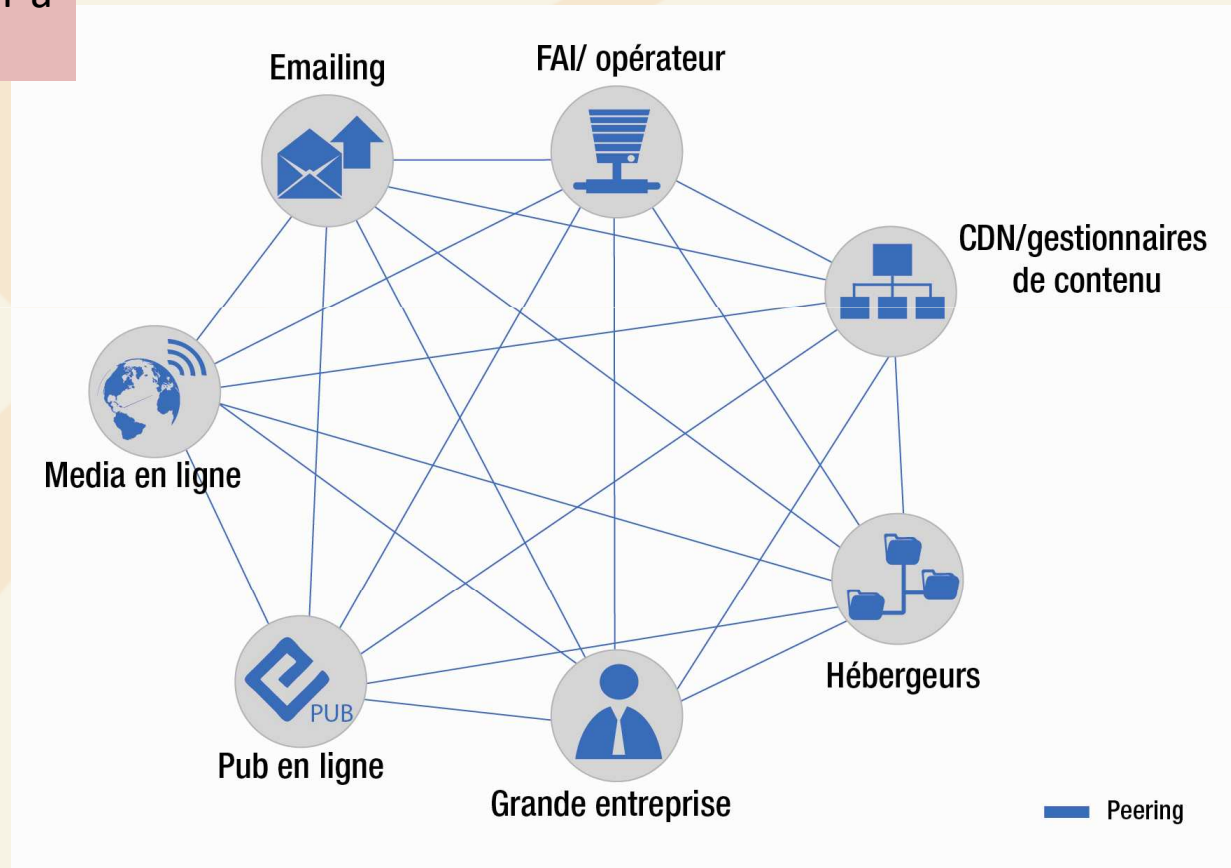 Emailing
FAI/ opérateur
CDN/gestionnaires
de contenu
Media en ligne
Hébergeurs
PUB
Pub en ligne
Grande entreprise
Peering